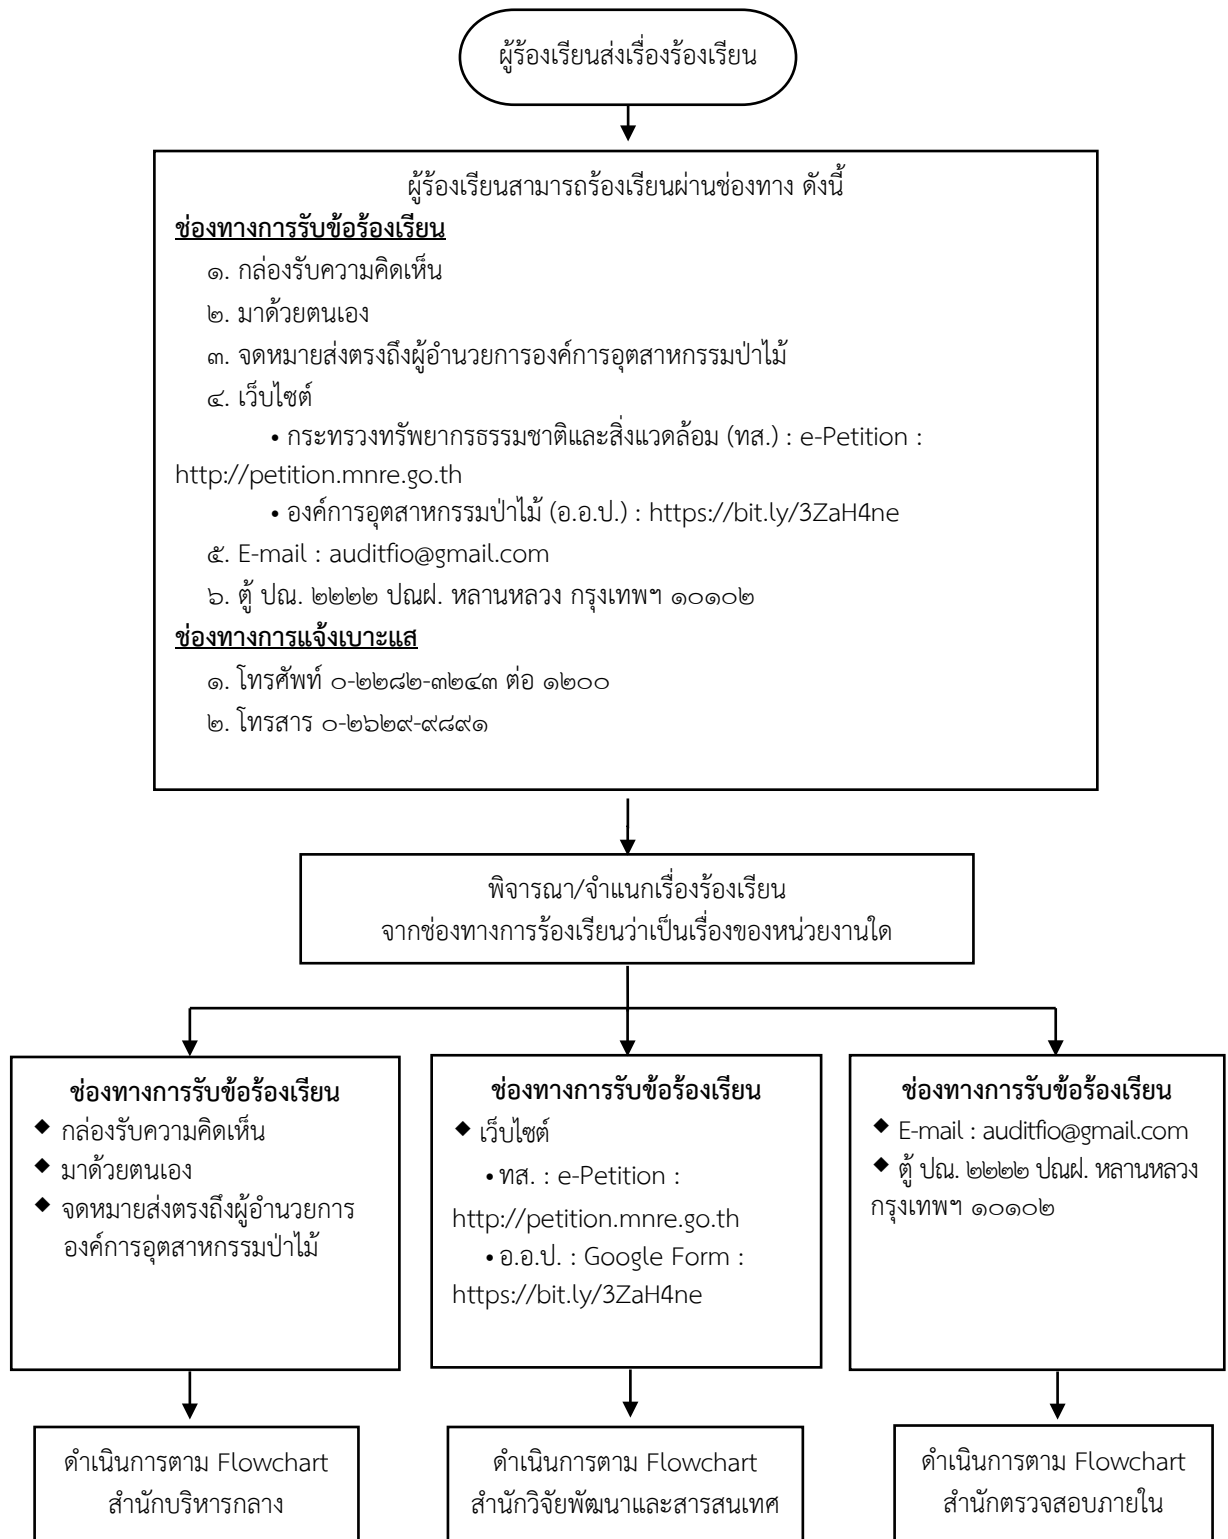 ผู้ร้องเรียนส่งเรื่องร้องเรียน
ผู้ร้องเรียนสามารถร้องเรียนผ่านช่องทาง ดังนี้
ช่องทางการรับข้อร้องเรียน
๑. กล่องรับความคิดเห็น
๒. มาด้วยตนเอง
๓. จดหมายส่งตรงถึงผู้อำนวยการองค์การอุตสาหกรรมป่าไม้
๔. เว็บไซต์
• กระทรวงทรัพยากรธรรมชาติและสิ่งแวดล้อม (ทส.) : e-Petition :
http://petition.mnre.go.th
• องค์การอุตสาหกรรมป่าไม้ (อ.อ.ป.) : https://bit.ly/3ZaH4ne
๕. E-mail : auditfio@gmail.com
๖. ตู้ ปณ. ๒๒๒๒ ปณฝ. หลานหลวง กรุงเทพฯ ๑๐๑๐๒
ช่องทางการแจ้งเบาะแส
๑. โทรศัพท์ ๐-๒๒๘๒-๓๒๔๓ ต่อ ๑๒๐๐
๒. โทรสาร ๐-๒๖๒๙-๙๘๙๑
พิจารณา/จำแนกเรื่องร้องเรียน
จากช่องทางการร้องเรียนว่าเป็นเรื่องของหน่วยงานใด
ช่องทางการรับข้อร้องเรียน
◆ กล่องรับความคิดเห็น
◆ มาด้วยตนเอง
◆ จดหมายส่งตรงถึงผู้อำนวยการ
องค์การอุตสาหกรรมป่าไม้
ช่องทางการรับข้อร้องเรียน
◆ เว็บไซต์
• ทส. : e-Petition :
http://petition.mnre.go.th
• อ.อ.ป. : Google Form :
https://bit.ly/3ZaH4ne
ช่องทางการรับข้อร้องเรียน
◆ E-mail : auditfio@gmail.com
◆ ตู้ ปณ. ๒๒๒๒ ปณฝ. หลานหลวง
กรุงเทพฯ ๑๐๑๐๒
ดำเนินการตาม Flowchart
สำนักบริหารกลาง
ดำเนินการตาม Flowchart
สำนักวิจัยพัฒนาและสารสนเทศ
ดำเนินการตาม Flowchart
สำนักตรวจสอบภายใน